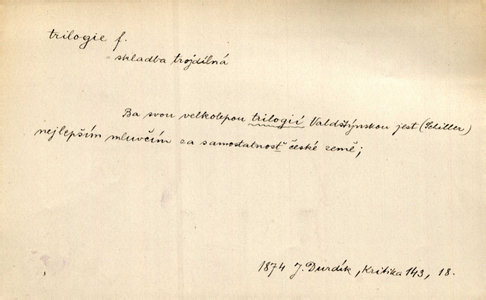 trilogie f.
skladba trojdílná
Ba svou velkolepou trilogií Valdštýnskou jest (Schiller)
nejlepším mluvčím za samostatnosť české země;
1874 J. Durdík, Kritika 143, 18.